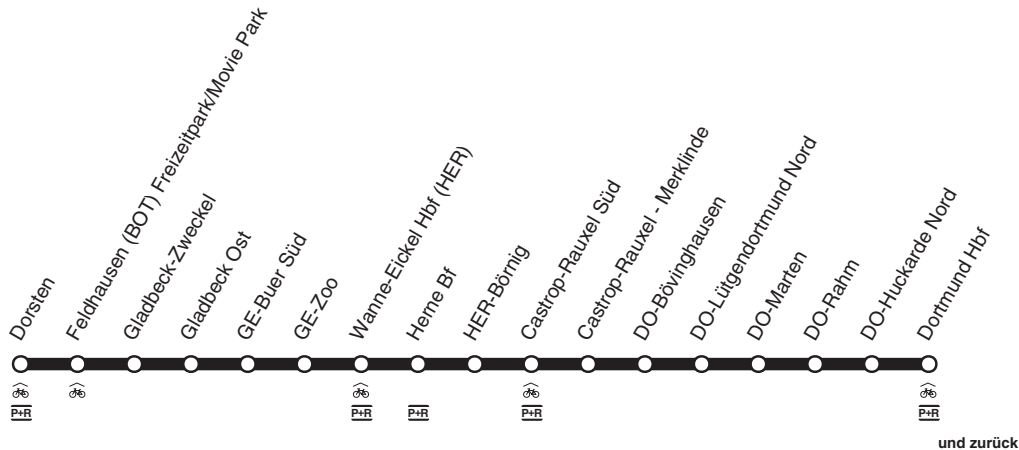 Dorsten
Feldhausen (BOT) Freizeitpark/Movie Park
Gladbeck-Zweckel
Gladbeck Ost
GE-Buer Süd
GE-Zoo
Wanne-Eickel Hbf (HER)
Herne Bf
HER-Börnig
Castrop-Rauxel Süd
Castrop-Rauxel - Merklinde
DO-Bövinghausen
DO-Lütgendortmund Nord
DO-Marten
DO-Rahm
DO-Huckarde Nord
Dortmund Hbf
P+R
P+R
P+R
P+R
P+R
und zurück